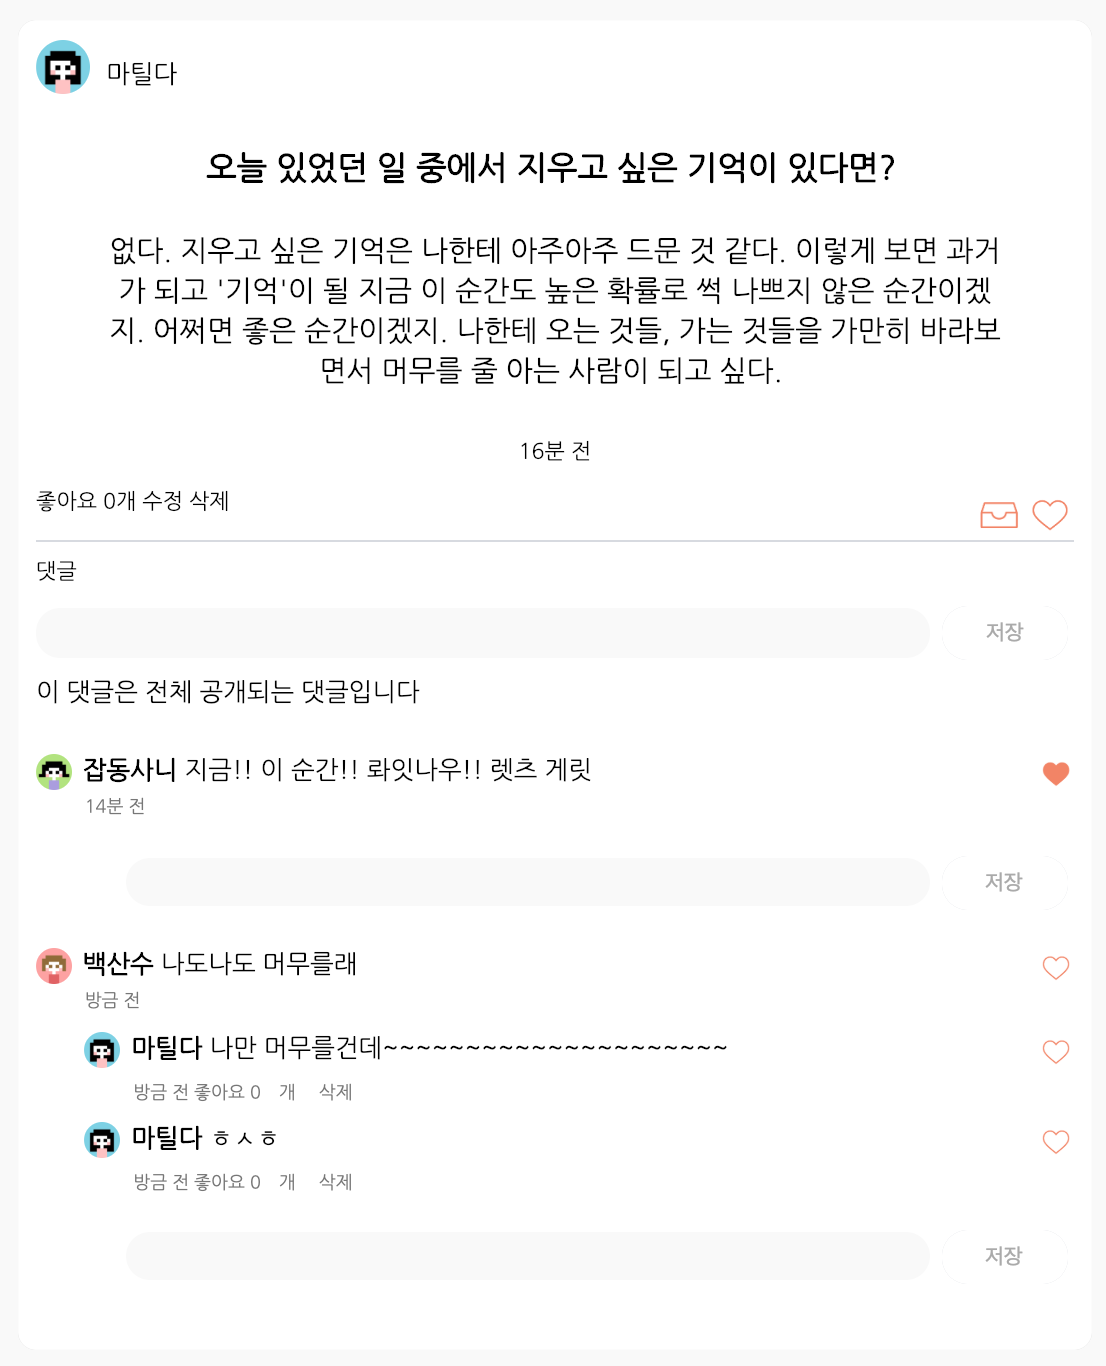 마틸다
오늘 있었던 일 중에서 지우고 싶은 기억이 있다면?
없다. 지우고 싶은 기억은 나한테 아주아주 드문 것 같다. 이렇게 보면 과거
가 되고 '기억'이 될 지금 이 순간도 높은 확률로 썩 나쁘지 않은 순간이겠
지. 어쩌면 좋은 순간이겠지. 나한테 오는 것들, 가는 것들을 가만히 바라보
면서 머무를 줄 아는 사람이 되고 싶다.
16분 전
좋아요 0개 수정 삭제
댓글
저장
이 댓글은 전체 공개되는 댓글입니다
잡동사니 지금!! 이 순간!! 롸잇나우!! 렛츠 게릿
14분 전
저장
백산수 나도나도 머무를래
방금 전
마틸다 나만 머무를건데~~~~~~~~~~~~~~~~~~~~~
방금 전 좋아요 0 개 삭제
마틸다 ㅎㅅㅎ
방금 전 좋아요 0 개 삭제
저장